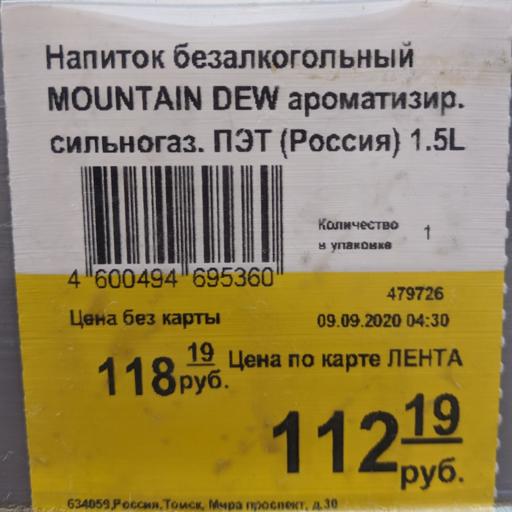 Напиток безалкогольный
MOUNTAIN DEW ароматизир.
сильногаз. ПЭТ (Россия) 1.5L
Количество
в упаковке 1
4 600494 695360
479726
Цена без карты 09.09.2020 04:30
118 19 руб.
Цена по карте ЛЕНТА
112 19 руб.
634059,Россия,Томск, Мира проспект, д.30